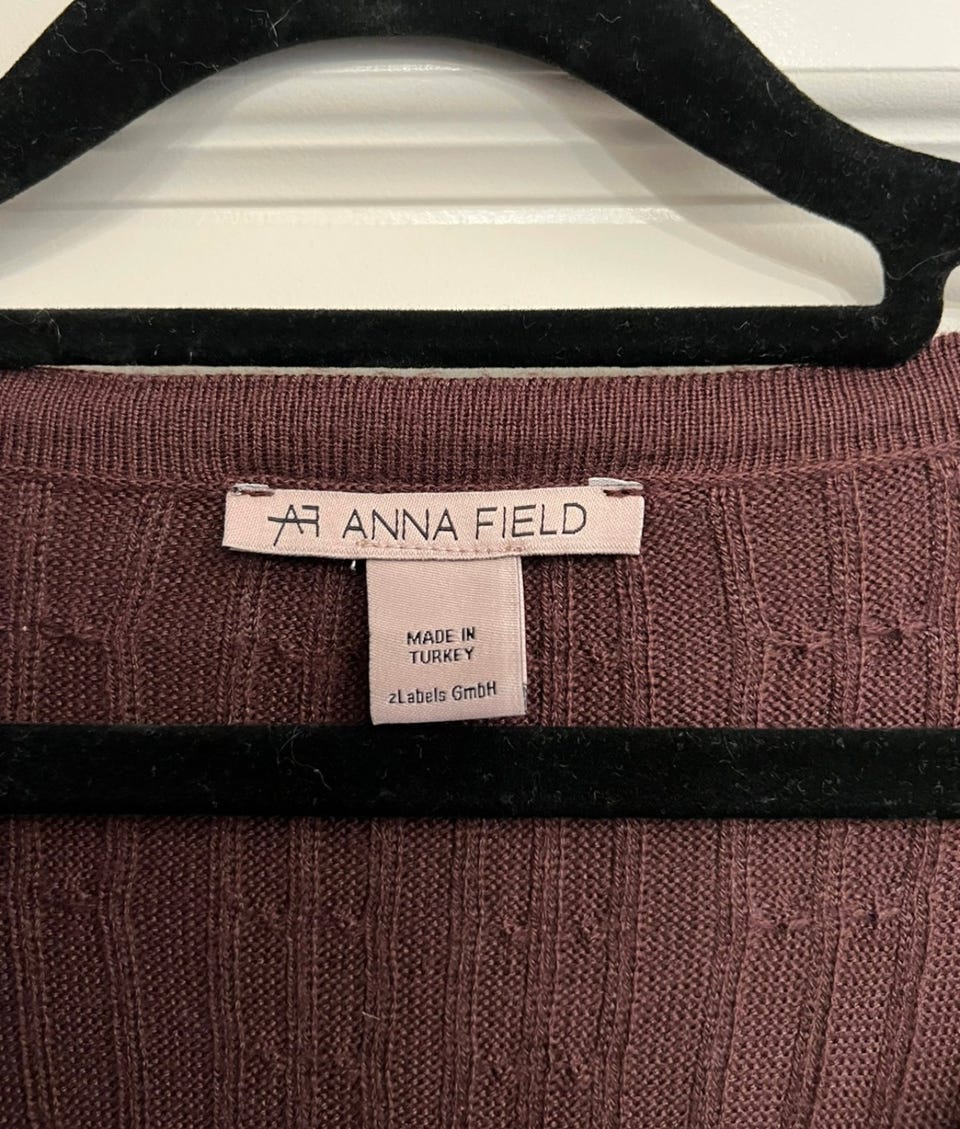 AF ANNA FIELD
MADE IN
TURKEY
zLabels GmbH